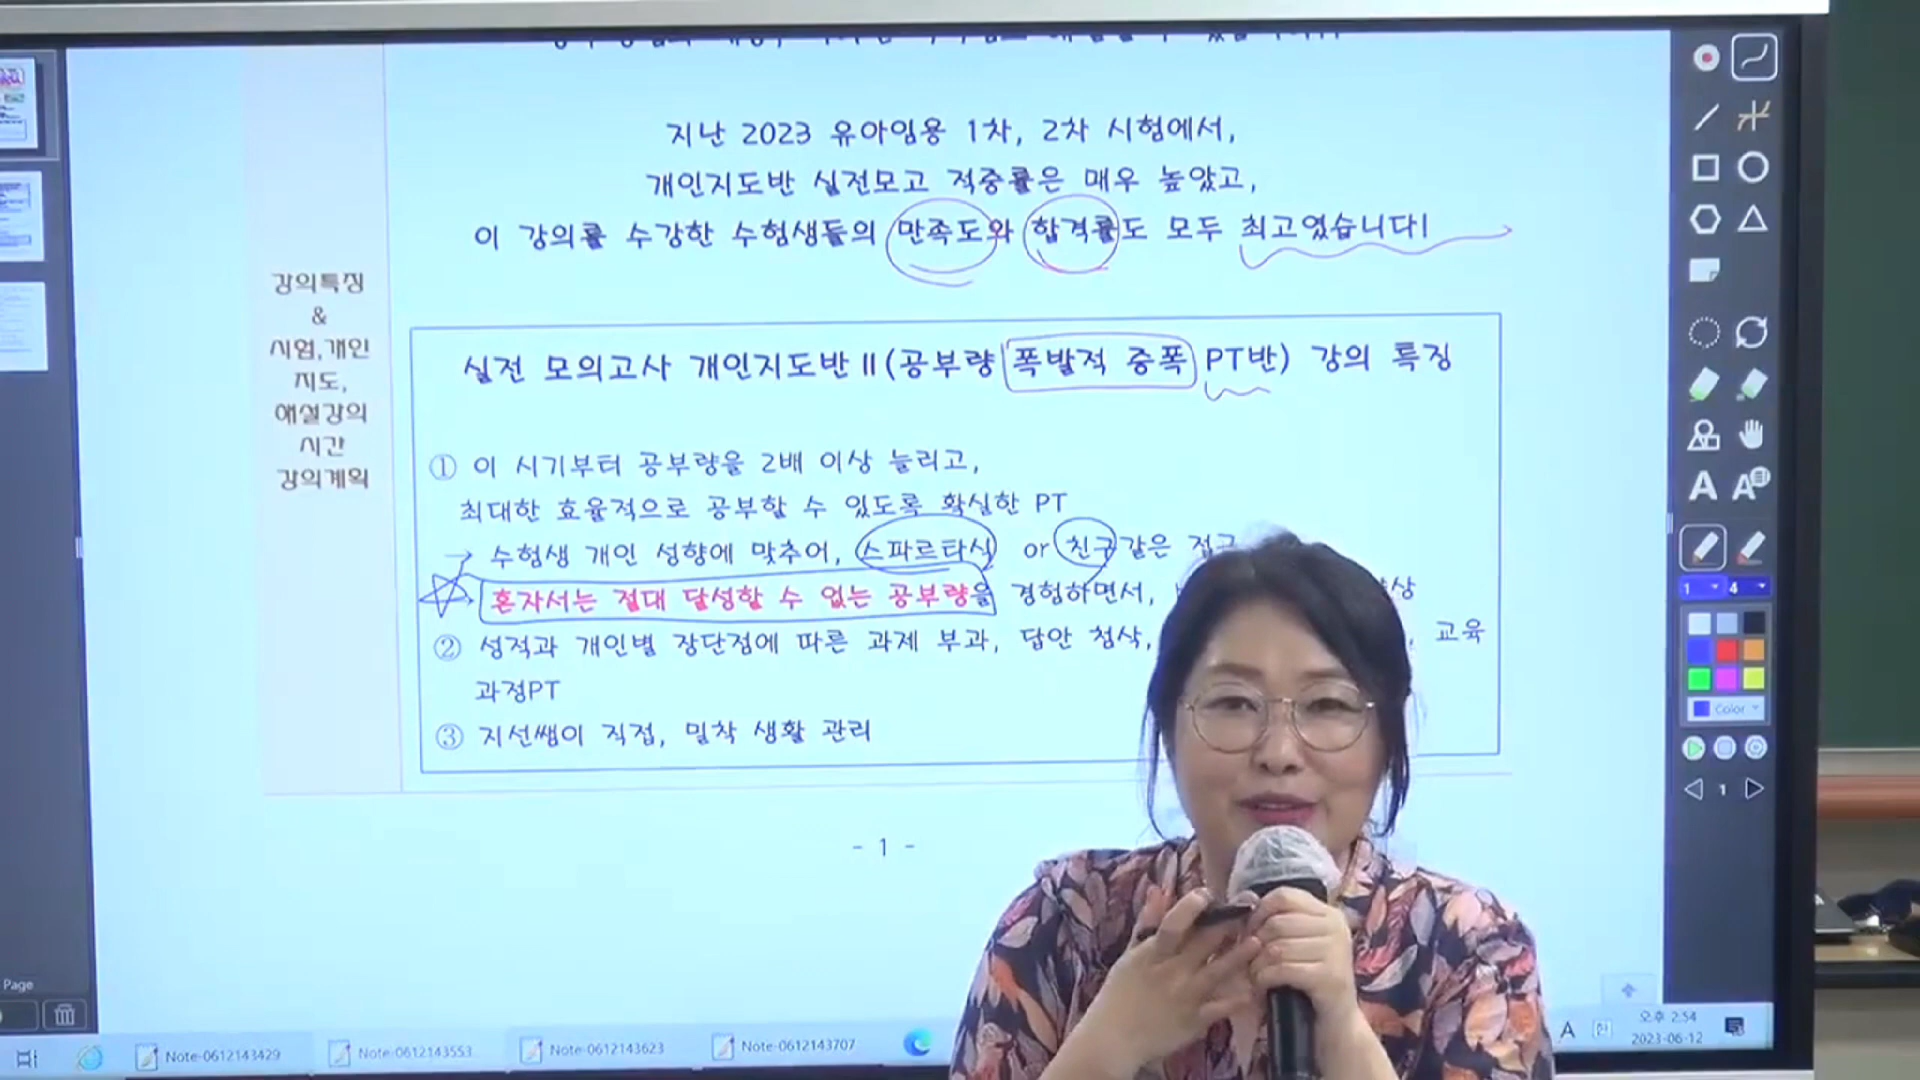 지난 2023 유아임용 1차, 2차 시험에서,
개인지도반 실전모고 적중률은 매우 높았고,
이 강의를 수강한 수험생들의 만족도와 합격률도 모두 최고였습니다!
강의특징
&
시험,개인
지도,
해설강의
시간
강의계획
실전 모의고사 개인지도반Ⅱ(공부량 폭발적 증폭 PT반) 강의 특징
① 이 시기부터 공부량을 2배 이상 늘리고,
최대한 효율적으로 공부할 수 있도록 확실한 PT
→ 수험생 개인 성향에 맞추어, 스파르타식 or 친구같은 접근
혼자서는 절대 달성할 수 없는 공부량을 경험하면서,
② 성적과 개인별 장단점에 따른 과제 부과, 답안 첨삭, , 교육
과정PT
③ 지선쌤이 직접, 밀착 생활 관리
- 1 -
1 4
Color
1
Page
Note-0612143429
Note-0612143553
Note-0612143623
Note-0612143707
A
오후 2:54
2023-06-12